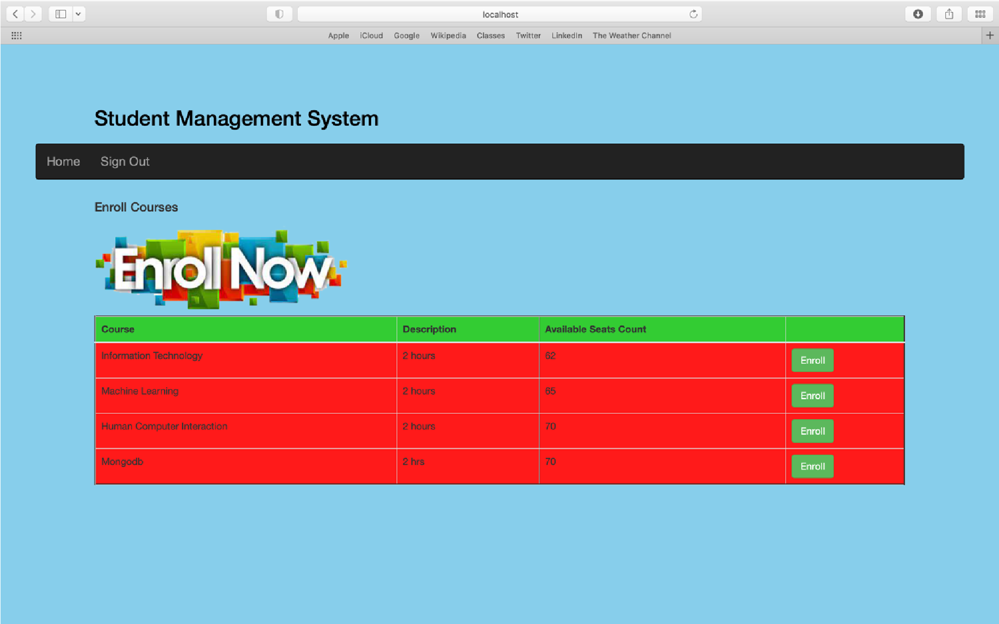 localhost
Apple iCloud Google Wikipedia Classes Twitter LinkedIn The Weather Channel
Student Management System
Home Sign Out
Enroll Courses
Enroll Now
Course Description Available Seats Count
Information Technology 2 hours 62 Enroll
Machine Learning 2 hours 65 Enroll
Human Computer Interaction 2 hours 70 Enroll
Mongodb 2 hrs 70 Enroll